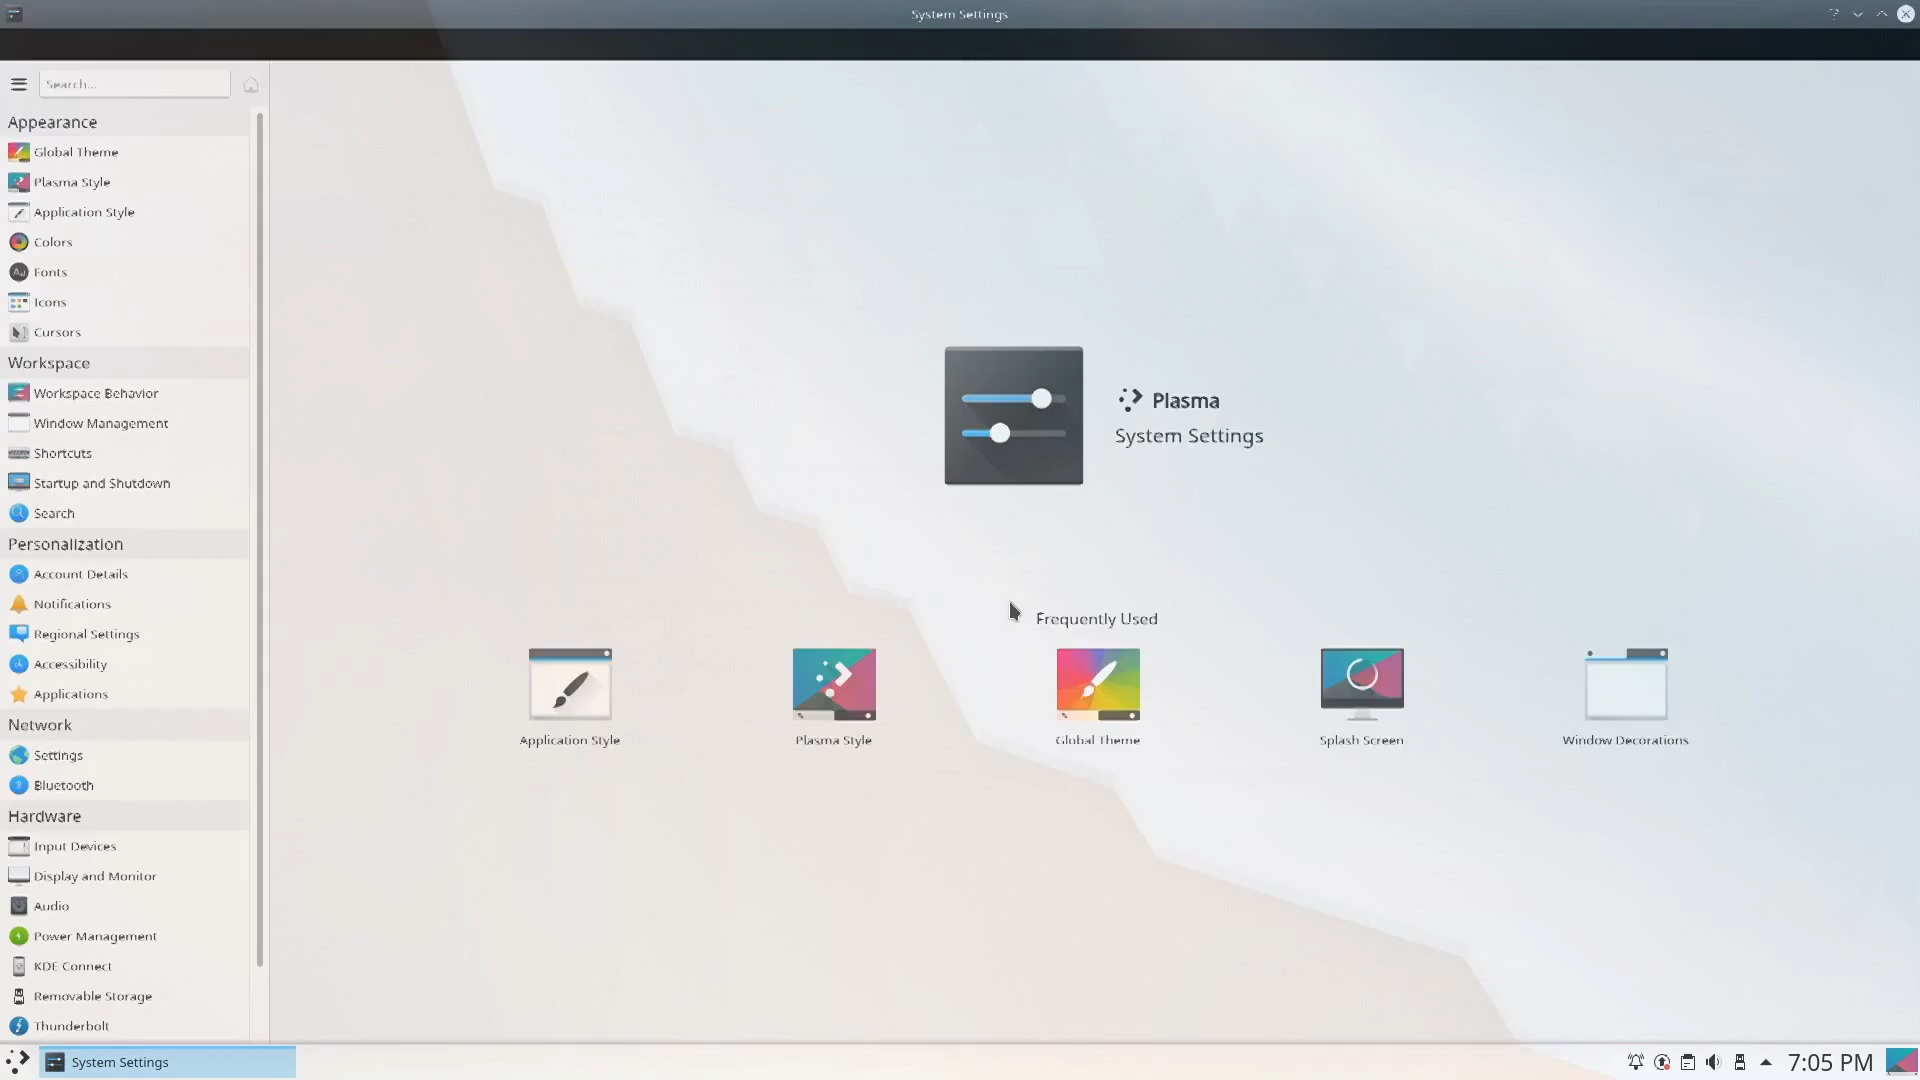 System Settings
Search...
Appearance
Global Theme
Plasma Style
Application Style
Colors
Fonts
Icons
Cursors
Workspace
Workspace Behavior
Window Management
Shortcuts
Startup and Shutdown
Search
Personalization
Account Details
Notifications
Regional Settings
Accessibility
Applications
Network
Settings
Bluetooth
Hardware
Input Devices
Display and Monitor
Audio
Power Management
KDE Connect
Removable Storage
Thunderbolt
Plasma
System Settings
Frequently Used
Application Style
Plasma Style
Global Theme
Splash Screen
Window Decorations
System Settings
7:05 PM